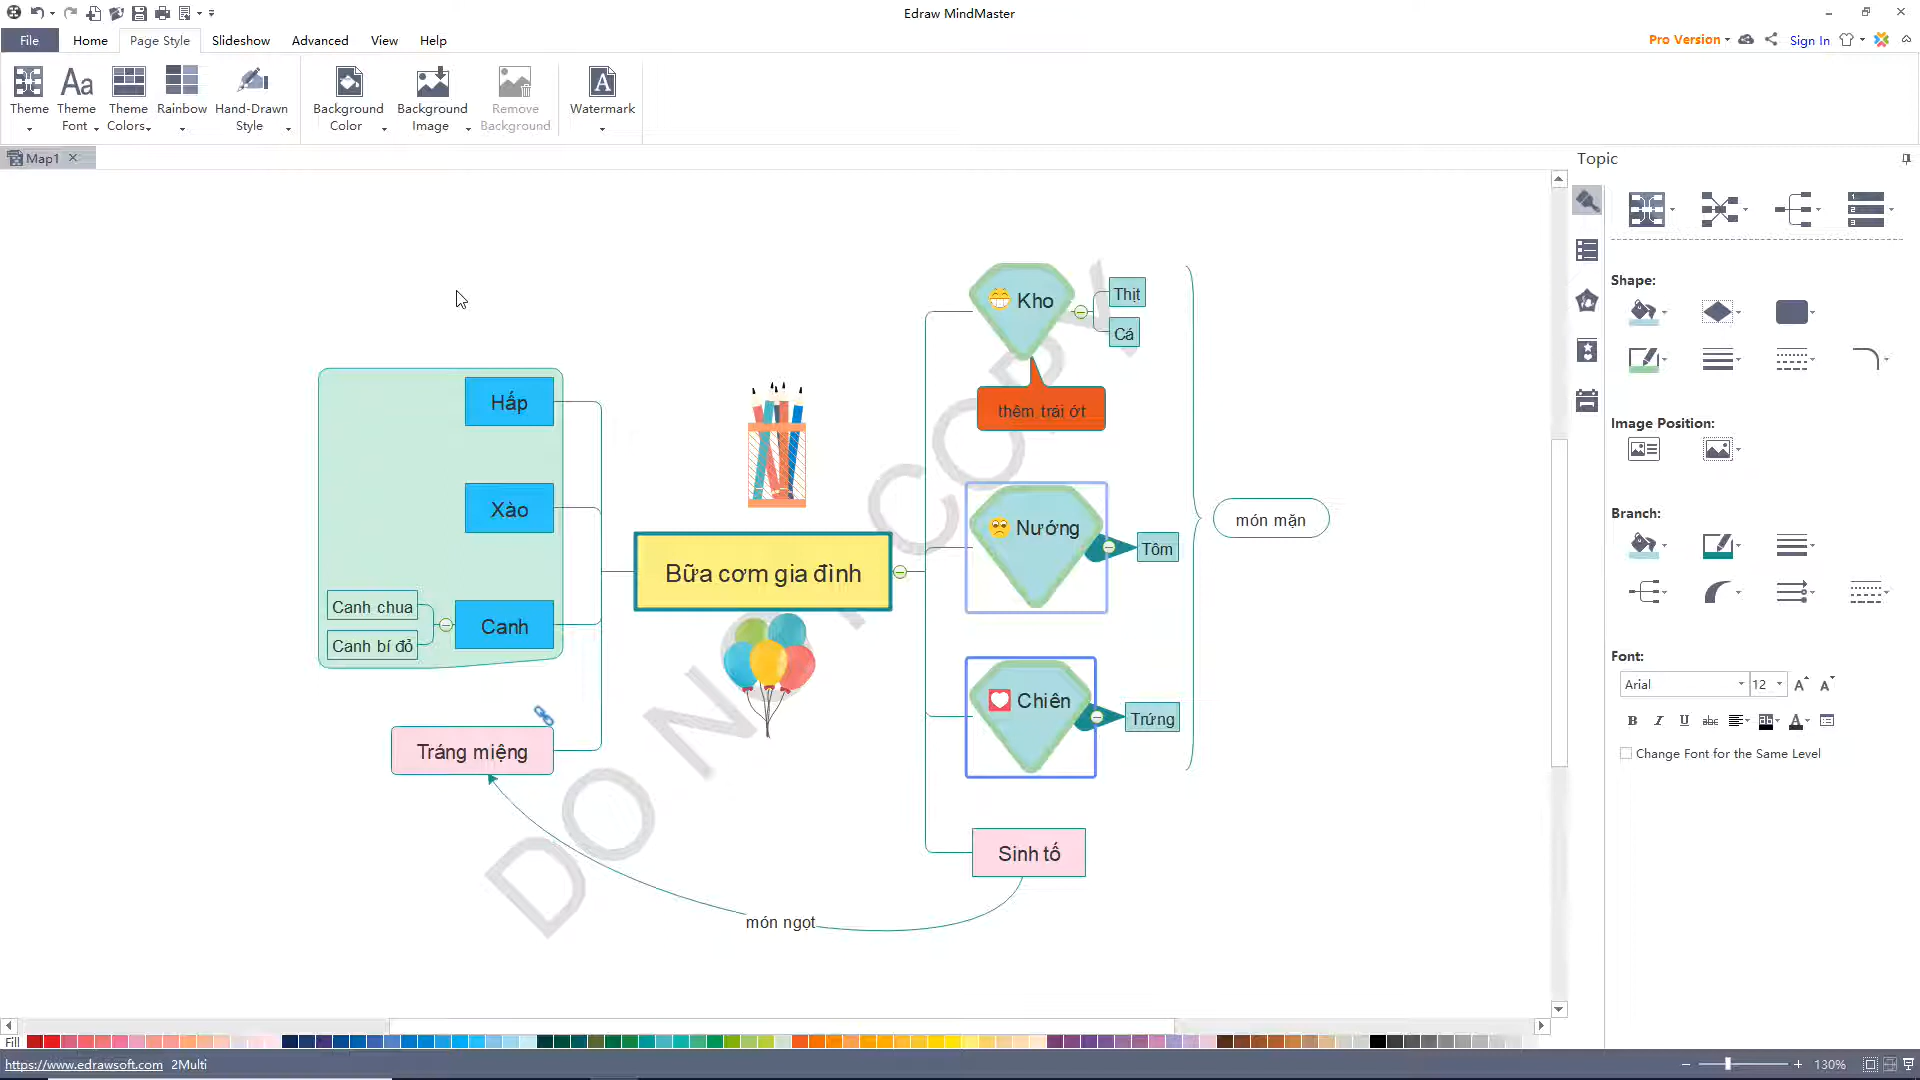 Edraw MindMaster
File
Home
Page Style
Slideshow
Advanced
View
Help
Pro Version
Sign In
Theme
Theme Font
Theme Colors
Rainbow
Hand-Drawn Style
Background Color
Background Image
Remove Background
Watermark
Map1
Topic
Kho
Thịt
Cá
thêm trái ớt
Hấp
Xào
Canh
Canh chua
Canh bí đỏ
Bữa cơm gia đình
Nướng
Tôm
món mặn
Chiên
Trứng
Tráng miệng
Sinh tố
món ngọt
DO NOT COPY
Shape:
Image Position:
Branch:
Font:
Arial
12
Change Font for the Same Level
Fill
https://www.edrawsoft.com
2Multi
130%